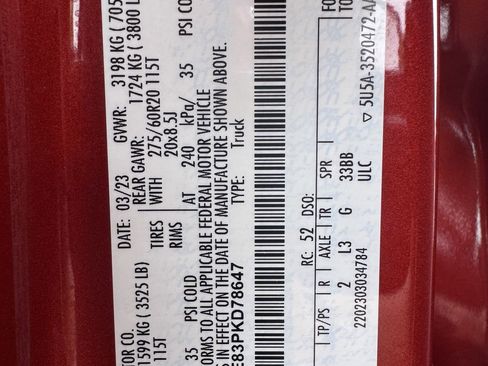 TOR CO.
DATE: 03/23 GVWR: 3198 KG ( 705
1599 KG ( 3525 LB) REAR GAWR: 1724 KG ( 3800 L
115T TIRES WITH 275/60R20 115T
RIMS 20x8.5J
35 PSI COLD AT 240 kPa/ 35 PSI CO
ORMS TO ALL APPLICABLE FEDERAL MOTOR VEHICLE
S IN EFFECT ON THE DATE OF MANUFACTURE SHOWN ABOVE.
E83PKD78647 TYPE: Truck
RC: 52 DSO:
TP/PS R AXLE TR SPR
2 L3 G 33BB
2202303034784 ULC
▽ 5U5A-3520472-A